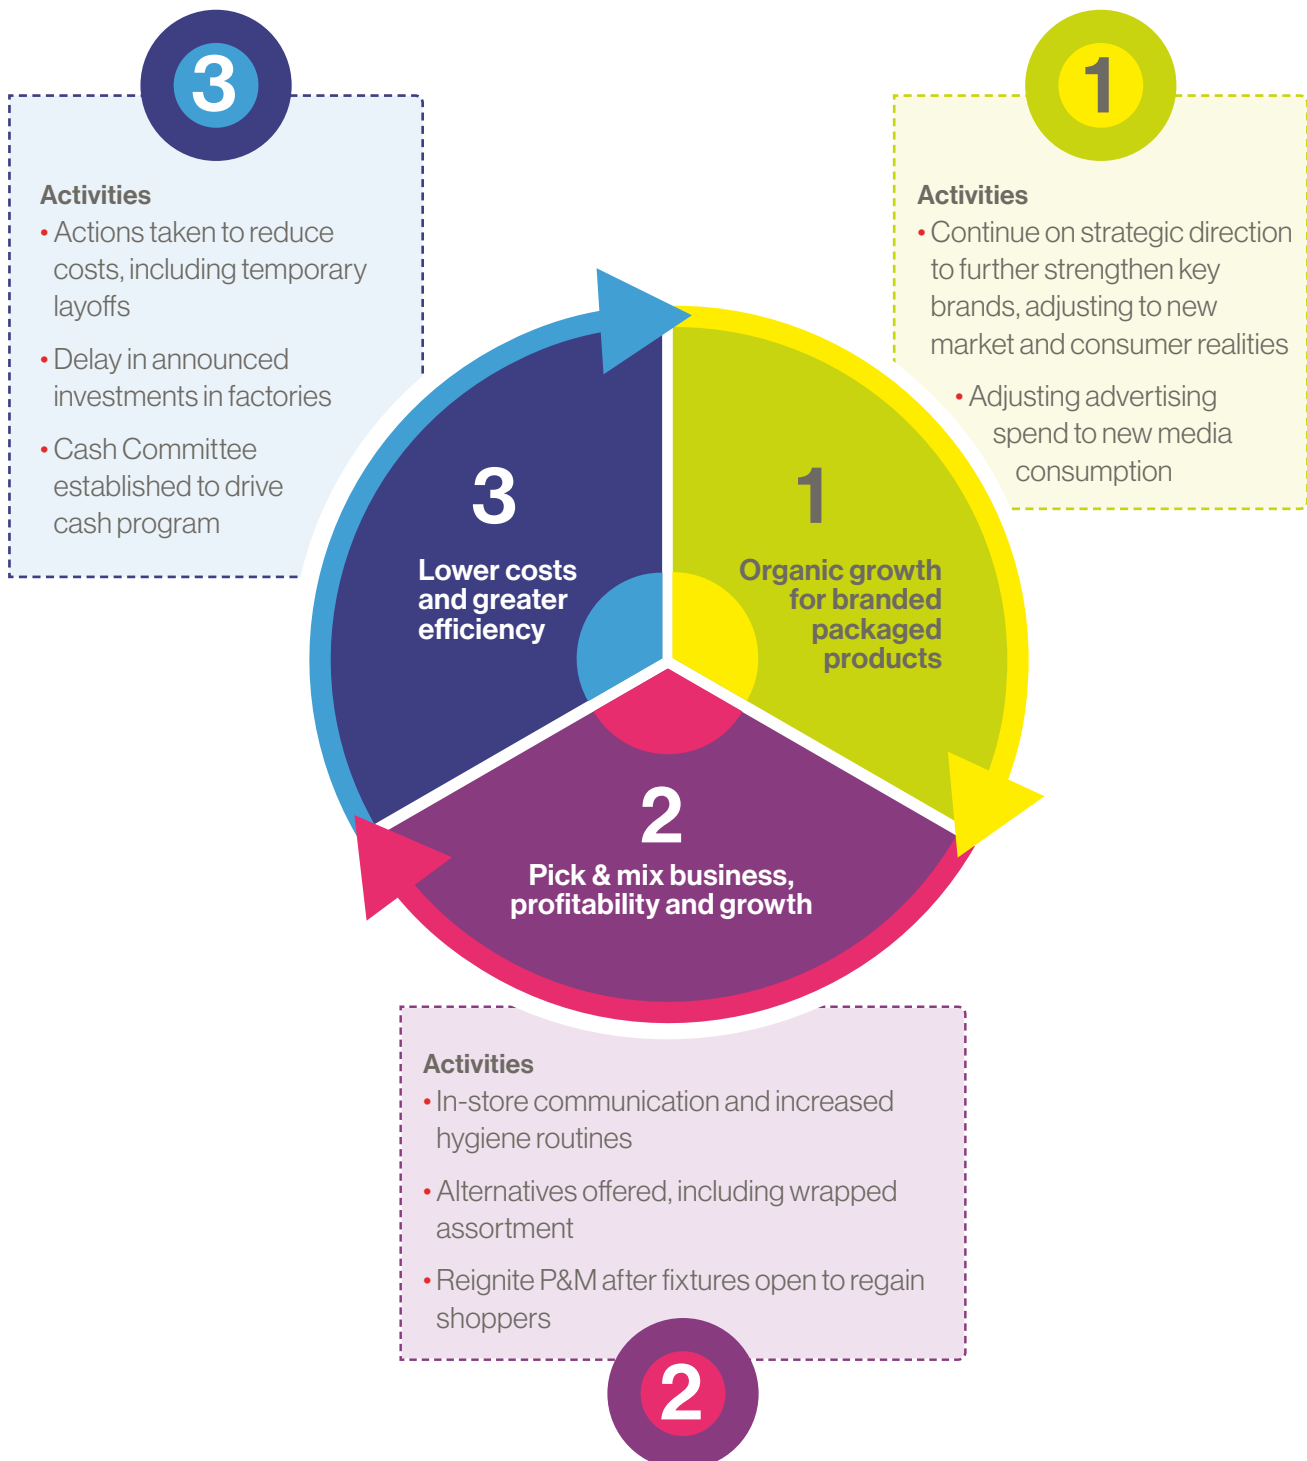 3
Activities
• Actions taken to reduce
costs, including temporary
layoffs
• Delay in announced
investments in factories
• Cash Committee
established to drive
cash program
1
Activities
• Continue on strategic direction
to further strengthen key
brands, adjusting to new
market and consumer realities
• Adjusting advertising
spend to new media
consumption
3
Lower costs
and greater
efficiency
1
Organic growth
for branded
packaged
products
2
Pick & mix business,
profitability and growth
Activities
• In-store communication and increased
hygiene routines
• Alternatives offered, including wrapped
assortment
• Reignite P&M after fixtures open to regain
shoppers
2